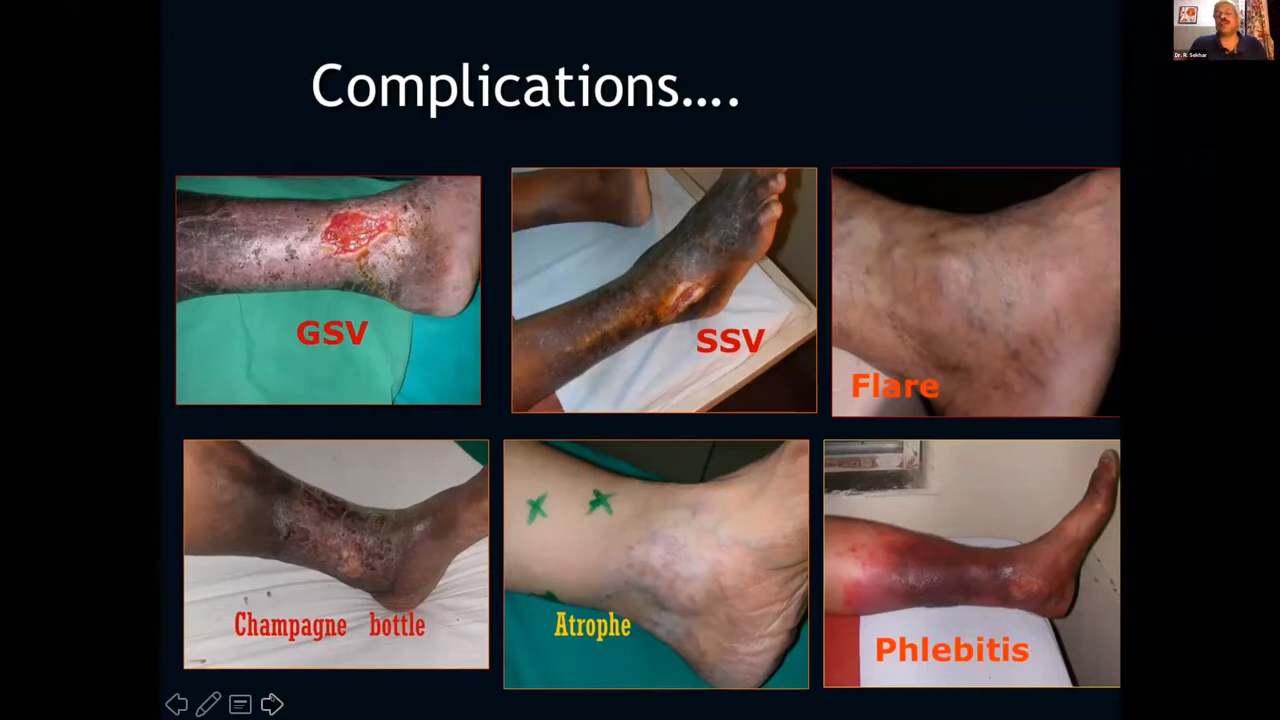 Dr. R. Sekhar
Complications....
GSV
SSV
Flare
Champagne bottle
Atrophe
Phlebitis